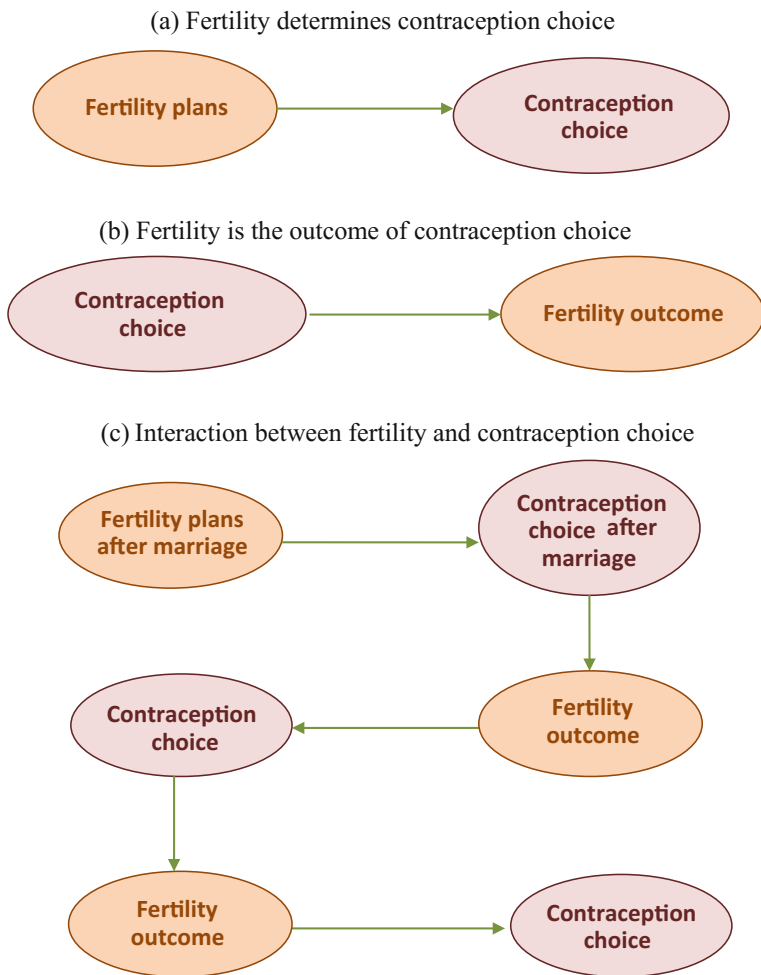 (a) Fertility determines contraception choice
Fertility plans
Contraception
choice
(b) Fertility is the outcome of contraception choice
Contraception
choice
Fertility outcome
(c) Interaction between fertility and contraception choice
Fertility plans
after marriage
Contraception
choice after
marriage
Contraception
choice
Fertility
outcome
Fertility
outcome
Contraception
choice